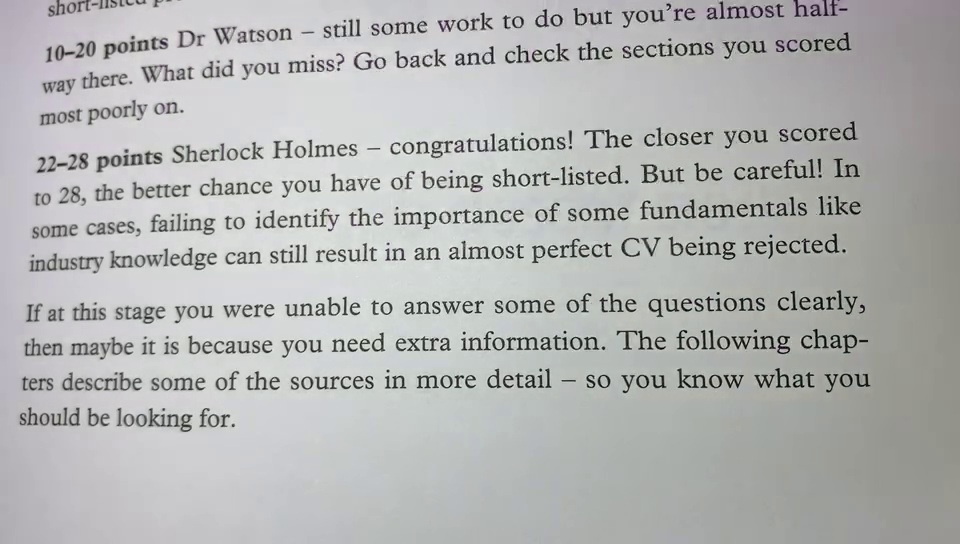 short-listed
10–20 points Dr Watson – still some work to do but you're almost half-
way there. What did you miss? Go back and check the sections you scored
most poorly on.
22–28 points Sherlock Holmes – congratulations! The closer you scored
to 28, the better chance you have of being short-listed. But be careful! In
some cases, failing to identify the importance of some fundamentals like
industry knowledge can still result in an almost perfect CV being rejected.
If at this stage you were unable to answer some of the questions clearly,
then maybe it is because you need extra information. The following chap-
ters describe some of the sources in more detail – so you know what you
should be looking for.